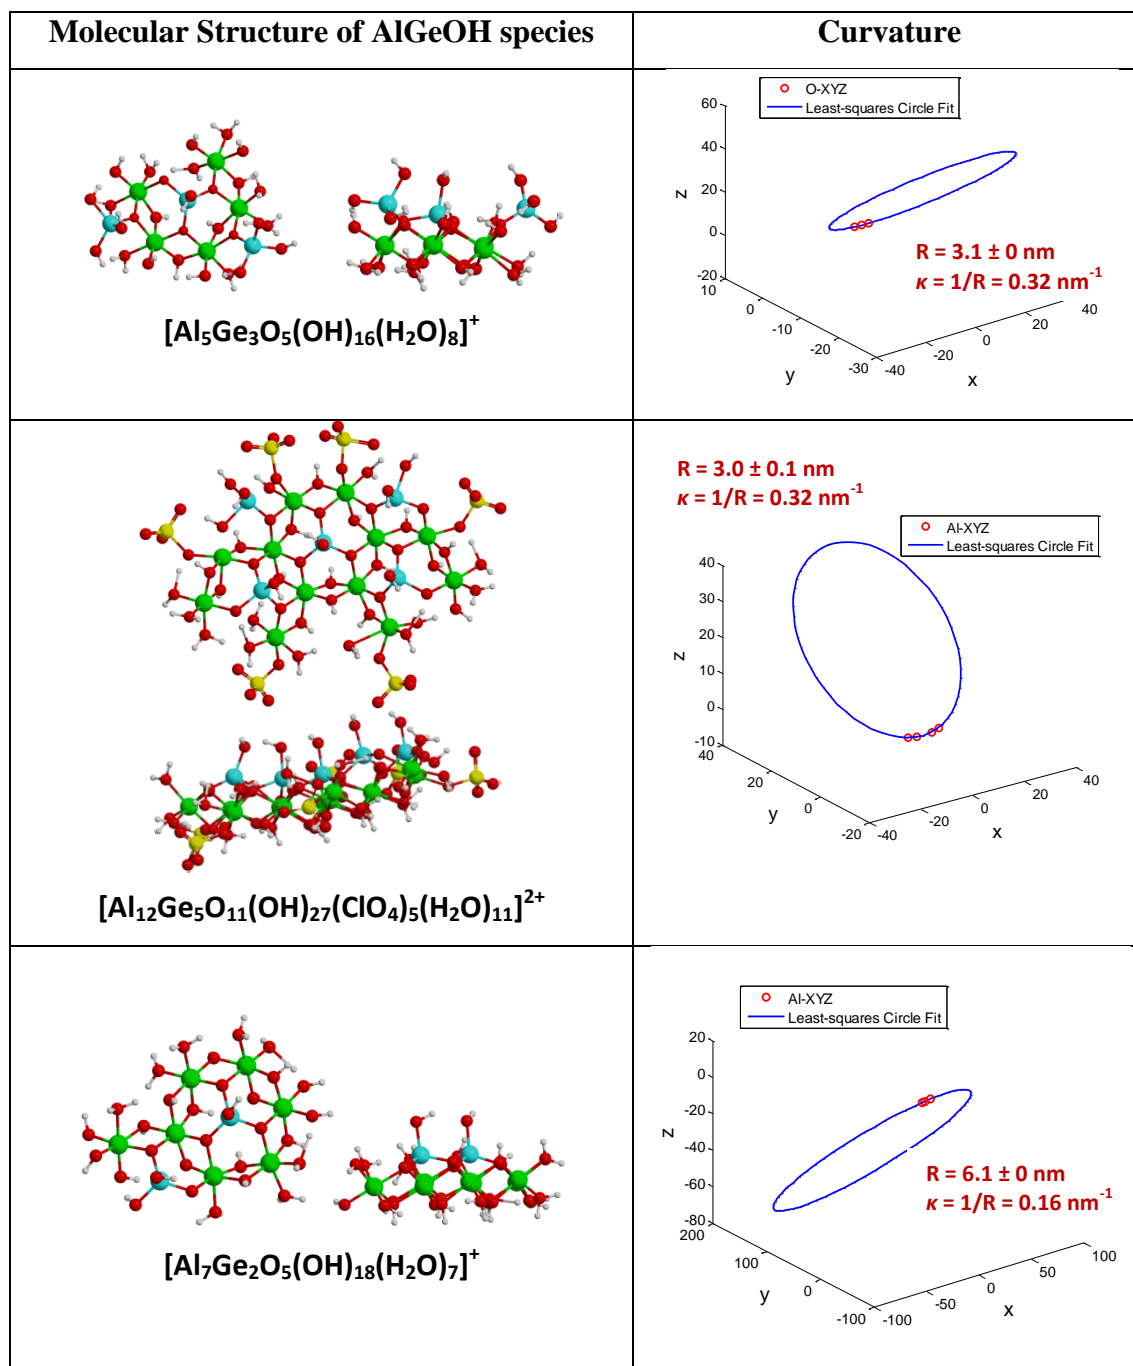 Molecular Structure of AlGeOH species
Curvature
[Al₅Ge₃O₅(OH)₁₆(H₂O)₈]⁺
O-XYZ
Least-squares Circle Fit
60
40
20
0
-20
z
10
0
-10
-20
-30
y
-40
-20
0
20
40
x
R = 3.1 ± 0 nm
κ = 1/R = 0.32 nm⁻¹
[Al₁₂Ge₅O₁₁(OH)₂₇(ClO₄)₅(H₂O)₁₁]²⁺
R = 3.0 ± 0.1 nm
κ = 1/R = 0.32 nm⁻¹
Al-XYZ
Least-squares Circle Fit
40
30
20
10
0
-10
z
40
20
0
-20
y
-40
-20
0
20
40
x
[Al₇Ge₂O₅(OH)₁₈(H₂O)₇]⁺
Al-XYZ
Least-squares Circle Fit
20
0
-20
-40
-60
-80
z
200
100
0
-100
y
-100
-50
0
50
100
x
R = 6.1 ± 0 nm
κ = 1/R = 0.16 nm⁻¹